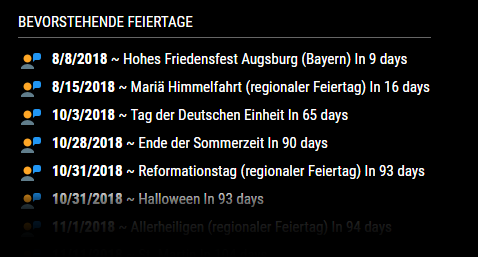 BEVORSTEHENDE FEIERTAGE
8/8/2018 ~ Hohes Friedensfest Augsburg (Bayern) In 9 days
8/15/2018 ~ Mariä Himmelfahrt (regionaler Feiertag) In 16 days
10/3/2018 ~ Tag der Deutschen Einheit In 65 days
10/28/2018 ~ Ende der Sommerzeit In 90 days
10/31/2018 ~ Reformationstag (regionaler Feiertag) In 93 days
10/31/2018 ~ Halloween In 93 days
11/1/2018 ~ Allerheiligen (regionaler Feiertag) In 94 days